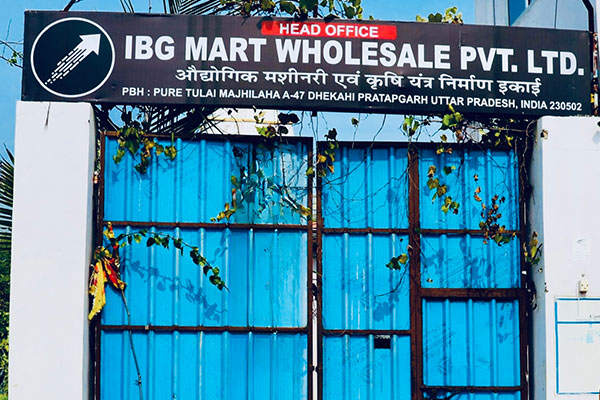 HEAD OFFICE
IBG MART WHOLESALE PVT. LTD.
औद्योगिक मशीनरी एवं कृषि यंत्र निर्माण इकाई
PBH : PURE TULAI MAJHILAHA A-47 DHEKAHI PRATAPGARH UTTAR PRADESH, INDIA 230502